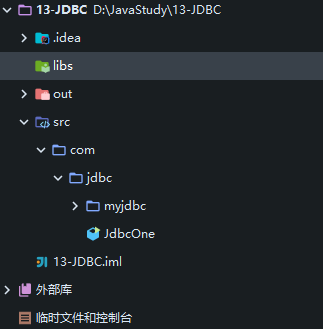 13-JDBC D:\JavaStudy\13-JDBC
.idea
libs
out
src
com
jdbc
myjdbc
JdbcOne
13-JDBC.iml
外部库
临时文件和控制台